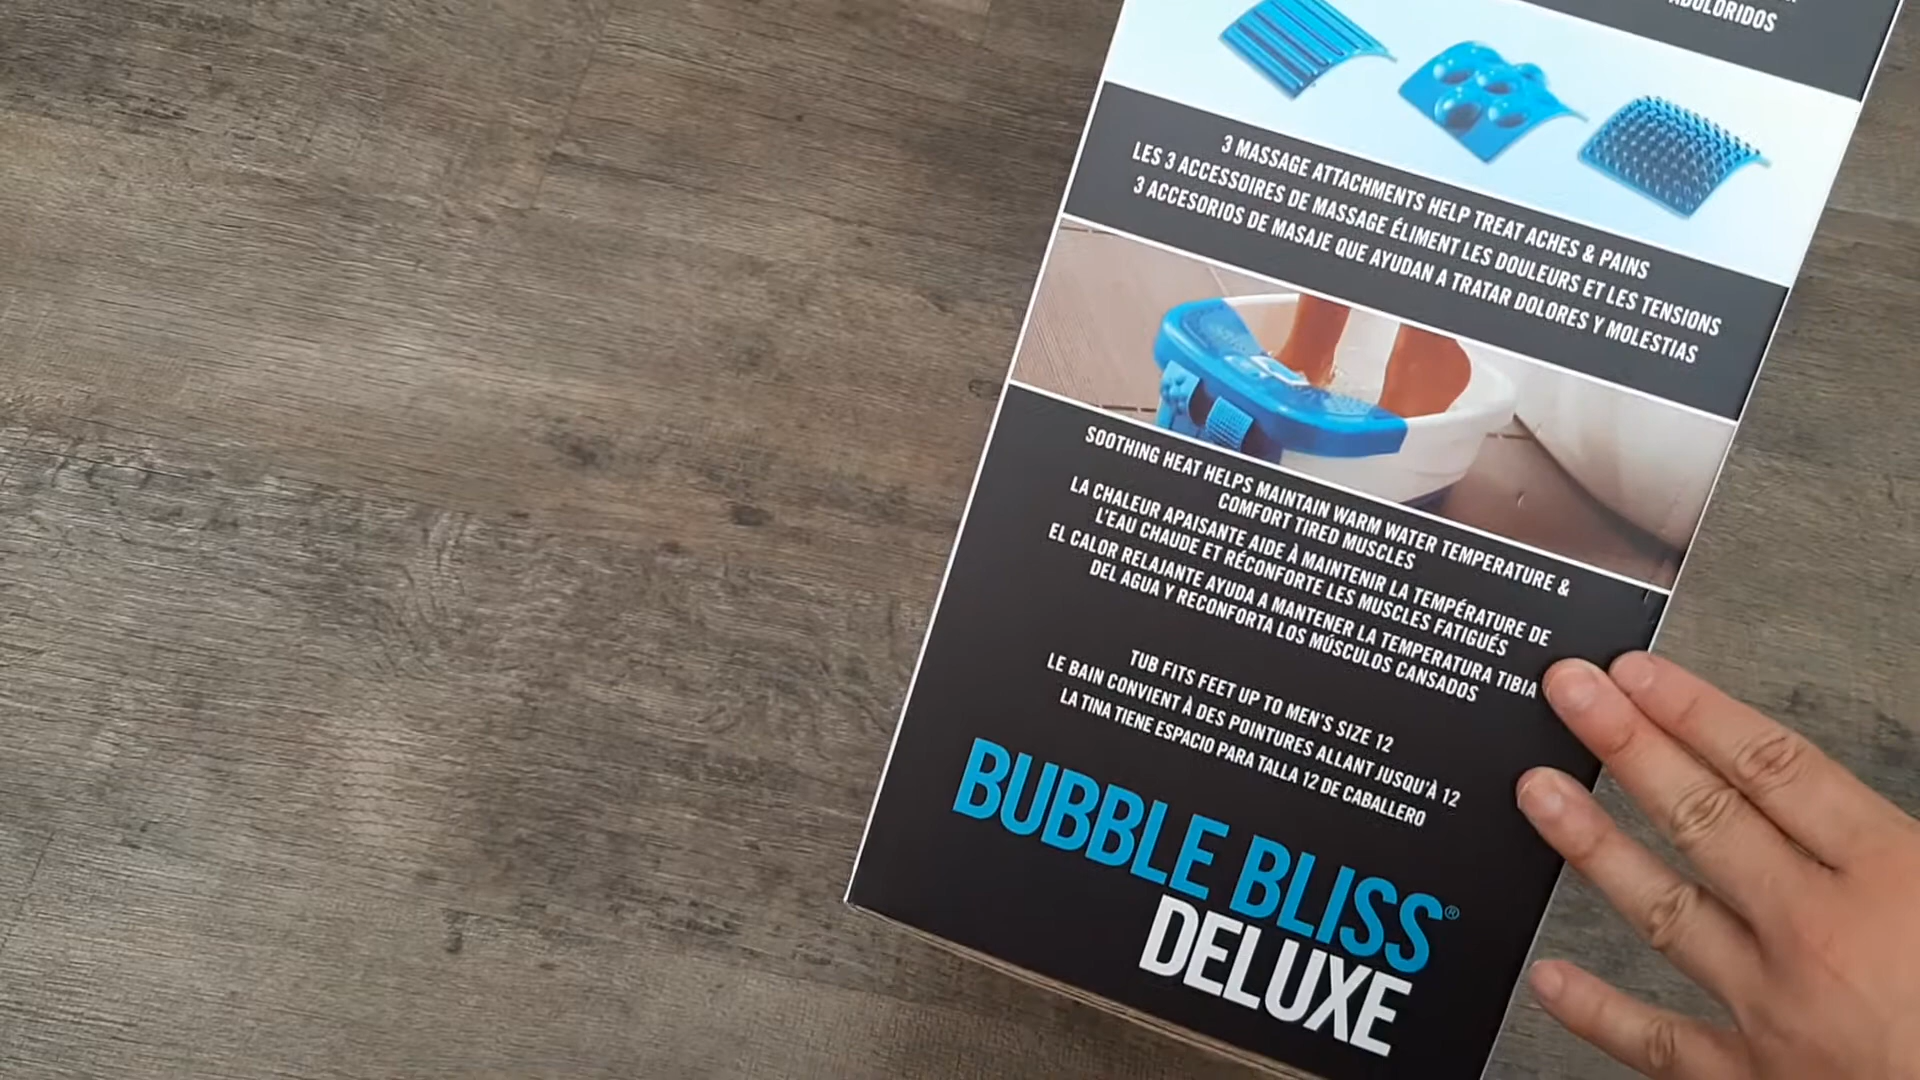 ADOLORIDOS
3 MASSAGE ATTACHMENTS HELP TREAT ACHES & PAINS
LES 3 ACCESSOIRES DE MASSAGE ÉLIMENT LES DOULEURS ET LES TENSIONS
3 ACCESORIOS DE MASAJE QUE AYUDAN A TRATAR DOLORES Y MOLESTIAS
SOOTHING HEAT HELPS MAINTAIN WARM WATER TEMPERATURE &
COMFORT TIRED MUSCLES
LA CHALEUR APAISANTE AIDE À MAINTENIR LA TEMPÉRATURE DE
L'EAU CHAUDE ET RÉCONFORTE LES MUSCLES FATIGUÉS
EL CALOR RELAJANTE AYUDA A MANTENER LA TEMPERATURA TIBIA
DEL AGUA Y RECONFORTA LOS MÚSCULOS CANSADOS
TUB FITS FEET UP TO MEN'S SIZE 12
LE BAIN CONVIENT À DES POINTURES ALLANT JUSQU'À 12
LA TINA TIENE ESPACIO PARA TALLA 12 DE CABALLERO
BUBBLE BLISS®
DELUXE